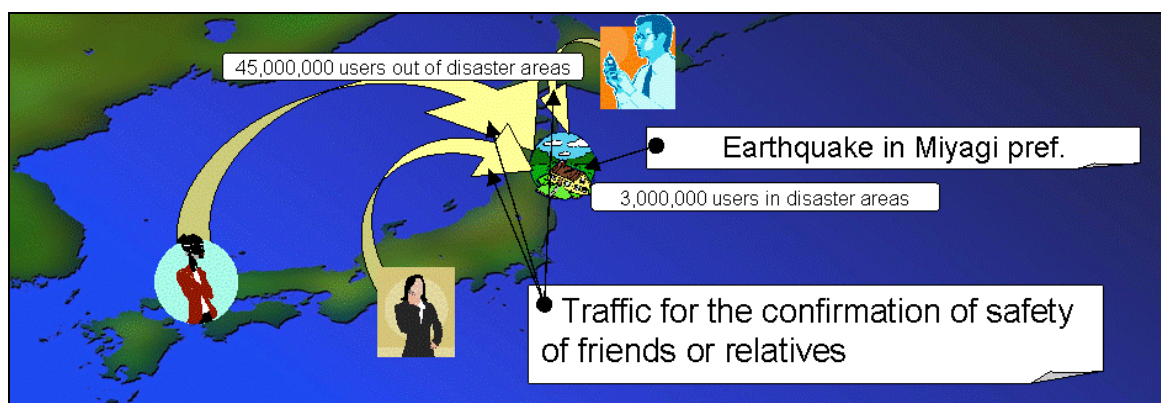 45,000,000 users out of disaster areas
Earthquake in Miyagi pref.
3,000,000 users in disaster areas
Traffic for the confirmation of safety
of friends or relatives